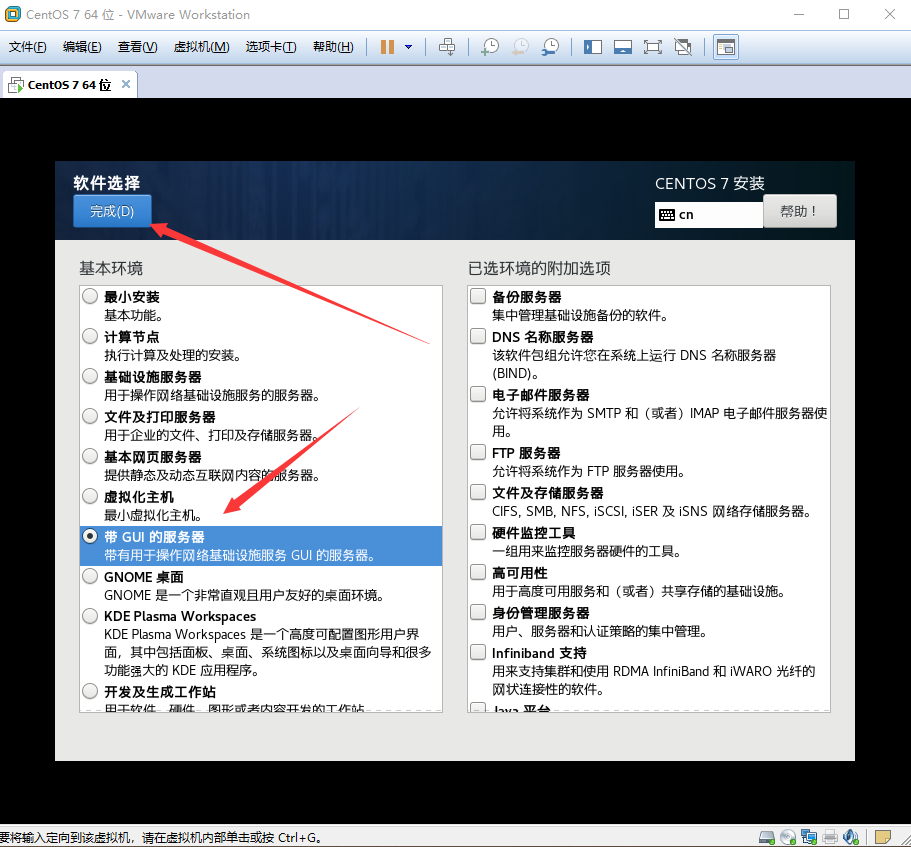 CentOS 7 64 位 - VMware Workstation
文件(F) 编辑(E) 查看(V) 虚拟机(M) 选项卡(T) 帮助(H)
CentOS 7 64 位
软件选择
完成(D)
CENTOS 7 安装
cn
帮助！
基本环境
最小安装
基本功能。
计算节点
执行计算及处理的安装。
基础设施服务器
用于操作网络基础设施服务的服务器。
文件及打印服务器
用于企业的文件、打印及存储服务器。
基本网页服务器
提供静态及动态互联网内容的服务器。
虚拟化主机
最小虚拟化主机。
带 GUI 的服务器
带有用于操作网络基础设施服务 GUI 的服务器。
GNOME 桌面
GNOME 是一个非常直观且用户友好的桌面环境。
KDE Plasma Workspaces
KDE Plasma Workspaces 是一个高度可配置图形用户界
面，其中包括面板、桌面、系统图标以及桌面向导和很多
功能强大的 KDE 应用程序。
开发及生成工作站
用于软件、硬件、图形或者内容开发的工作站
已选环境的附加选项
备份服务器
集中管理基础设施备份的软件。
DNS 名称服务器
该软件包组允许您在系统上运行 DNS 名称服务器
(BIND)。
电子邮件服务器
允许将系统作为 SMTP 和（或者）IMAP 电子邮件服务器使
用。
FTP 服务器
允许将系统作为 FTP 服务器使用。
文件及存储服务器
CIFS, SMB, NFS, iSCSI, iSER 及 iSNS 网络存储服务器。
硬件监控工具
一组用来监控服务器硬件的工具。
高可用性
用于高度可用服务和（或者）共享存储的基础设施。
身份管理服务器
用户、服务器和认证策略的集中管理。
Infiniband 支持
用来支持集群和使用 RDMA InfiniBand 和 iWARO 光纤的
网状连接性的软件。
Java 平台
要将输入定向到该虚拟机，请在虚拟机内部单击或按 Ctrl+G。